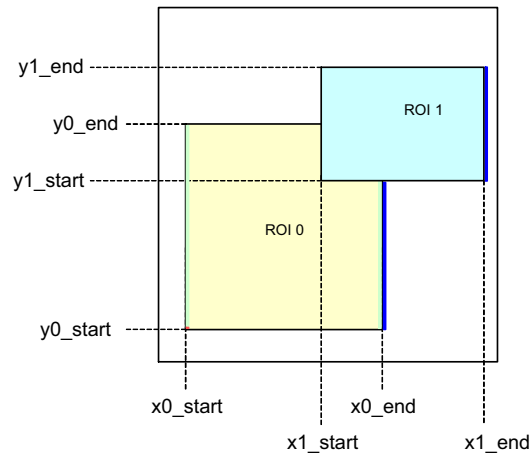 y1_end
ROI 1
y0_end
y1_start
ROI 0
y0_start
x0_start
x0_end
x1_start
x1_end